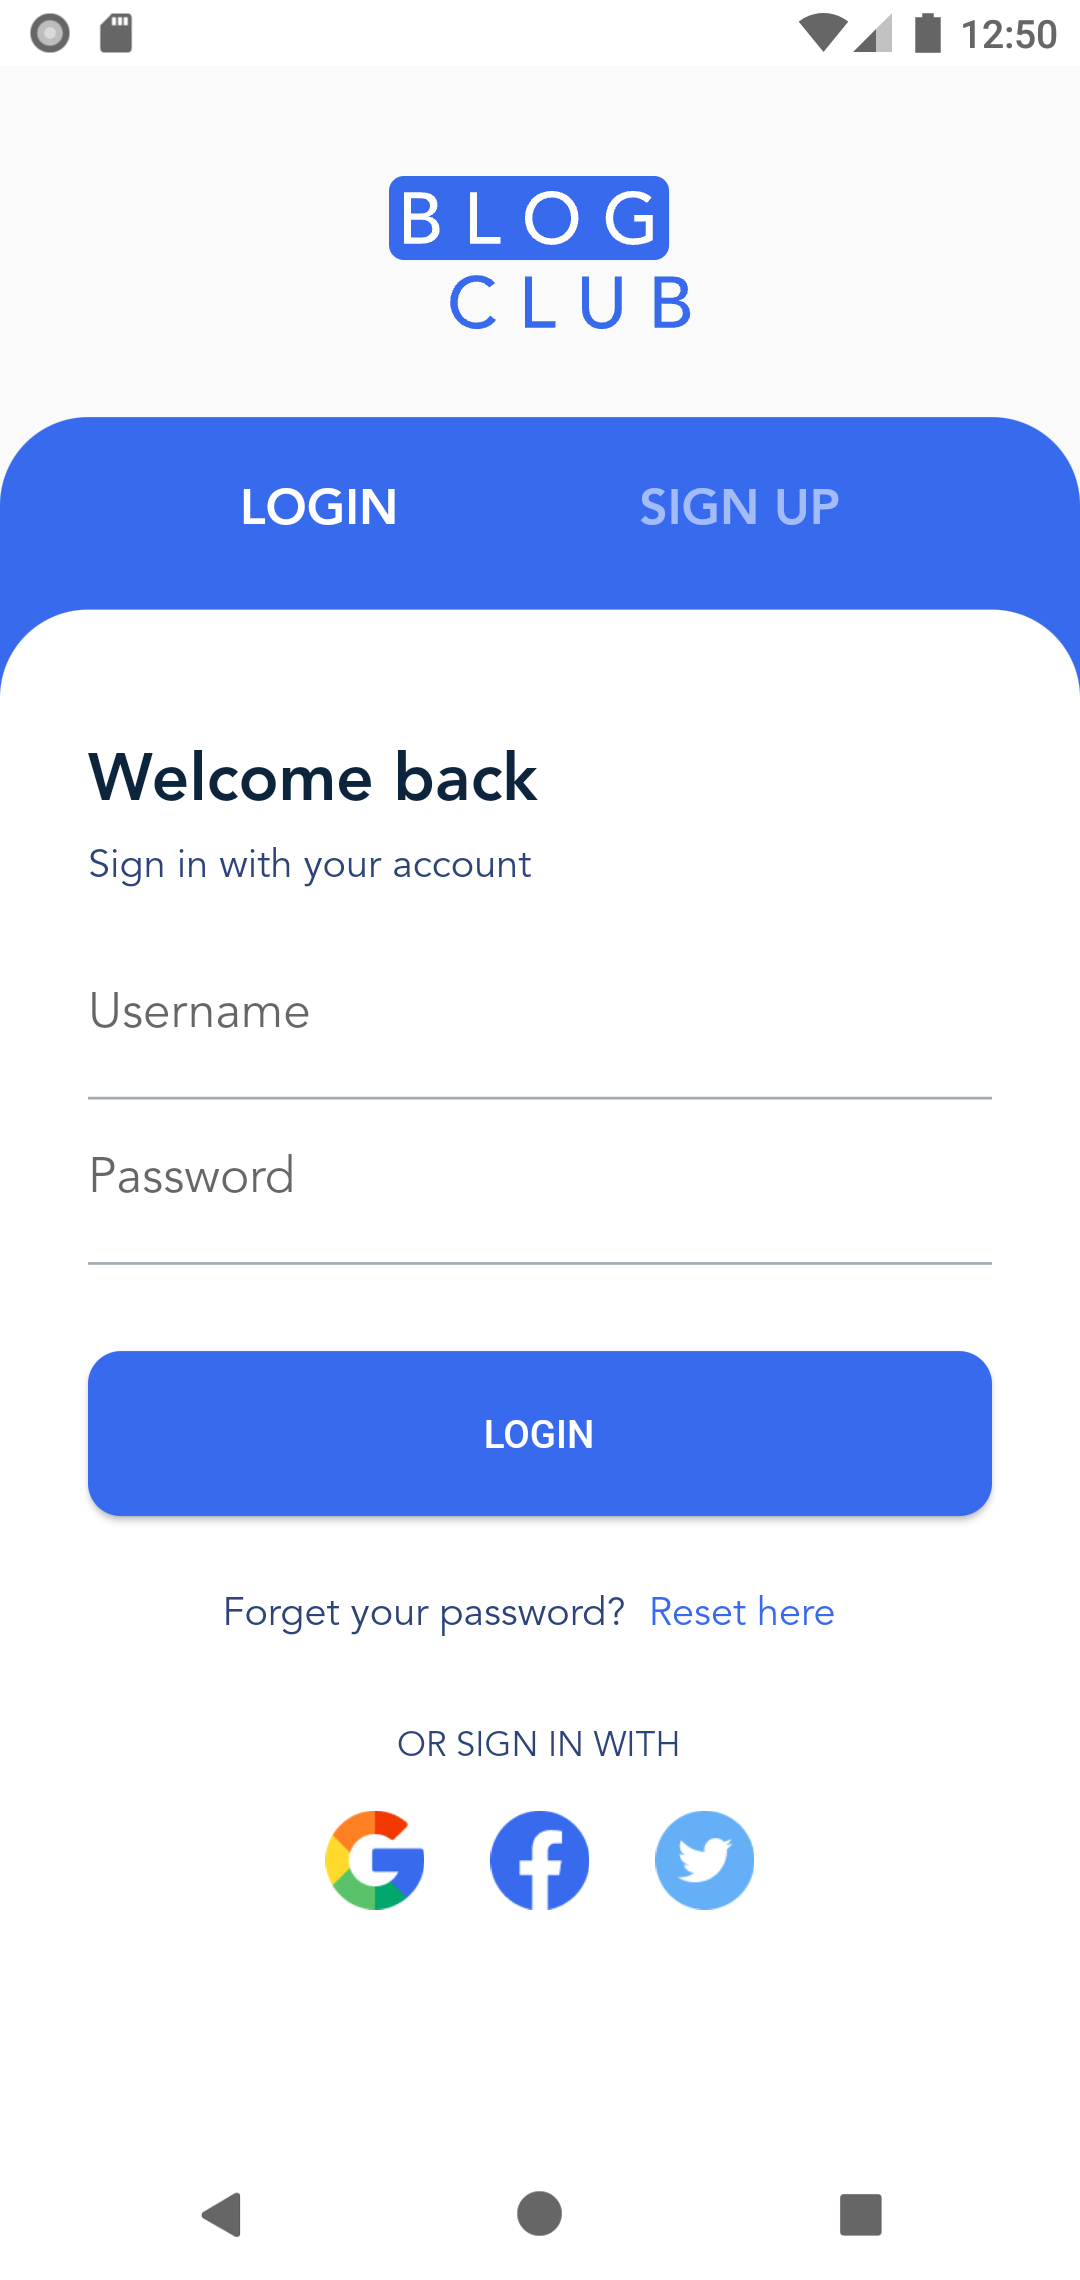 12:50
BLOG
CLUB
LOGIN SIGN UP
Welcome back
Sign in with your account
Username
Password
LOGIN
Forget your password? Reset here
OR SIGN IN WITH